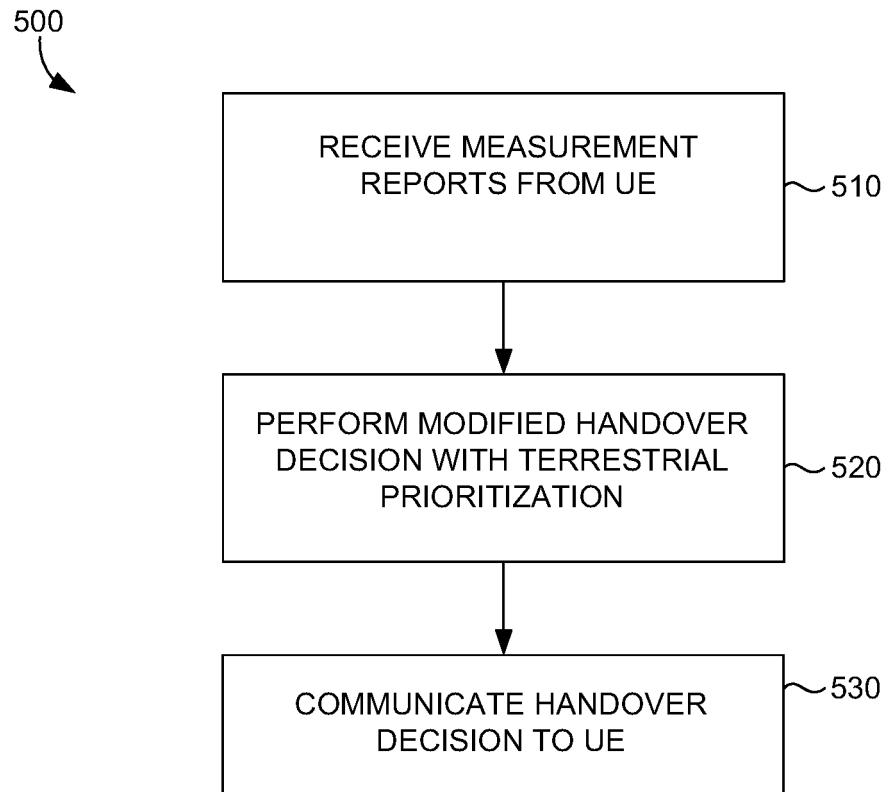 500
RECEIVE MEASUREMENT
REPORTS FROM UE
510
PERFORM MODIFIED HANDOVER
DECISION WITH TERRESTRIAL
PRIORITIZATION
520
COMMUNICATE HANDOVER
DECISION TO UE
530